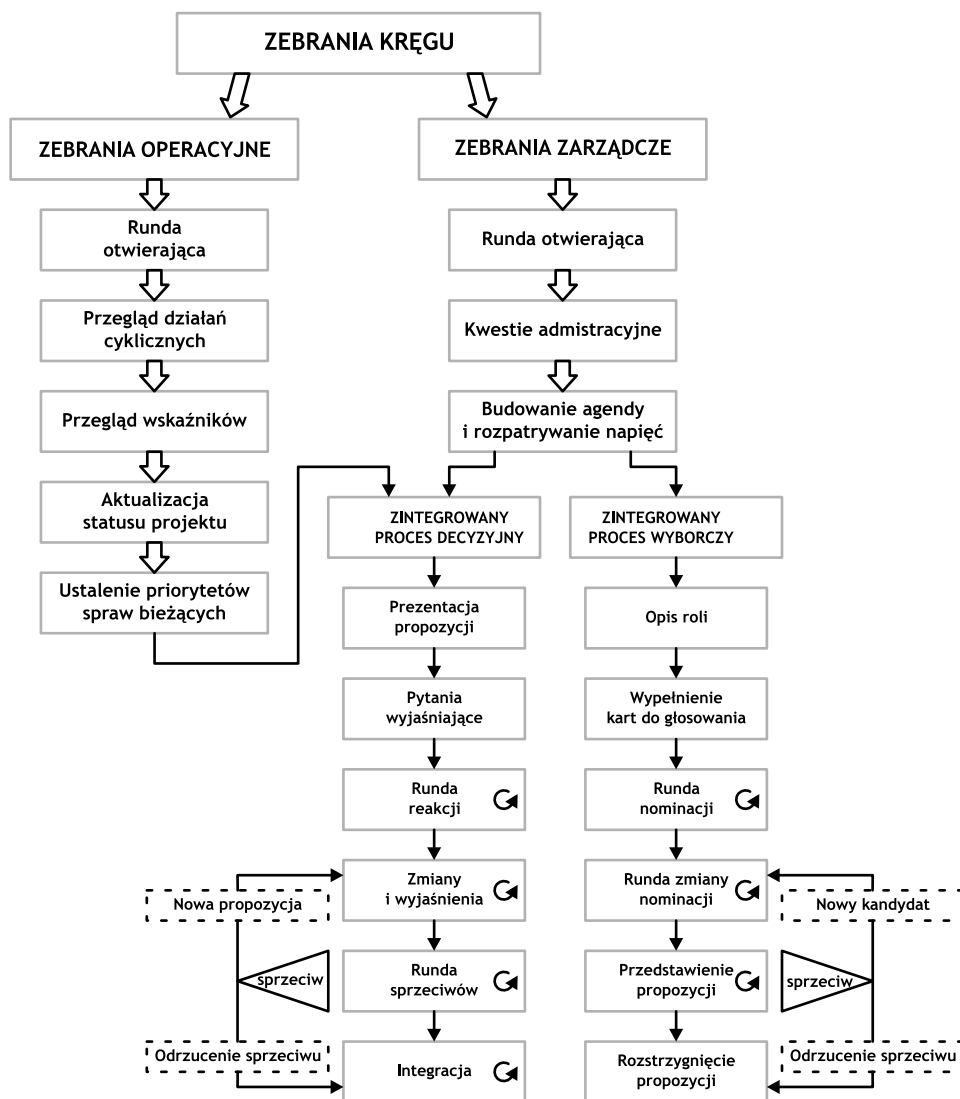 ZEBRANIA KRĘGU
ZEBRANIA OPERACYJNE
Runda
otwierająca
Przegląd działań
cyklicznych
Przegląd wskaźników
Aktualizacja
statusu projektu
Ustalenie priorytetów
spraw bieżących
ZEBRANIA ZARZĄDCZE
Runda otwierająca
Kwestie admistracyjne
Budowanie agendy
i rozpatrywanie napięć
ZINTEGROWANY
PROCES DECYZYJNY
Prezentacja
propozycji
Pytania
wyjaśniające
Runda
reakcji
Zmiany
i wyjaśnienia
Runda
sprzeciwów
Integracja
Nowa propozycja
sprzeciw
Odrzucenie sprzeciwu
ZINTEGROWANY
PROCES WYBORCZY
Opis roli
Wypełnienie
kart do głosowania
Runda
nominacji
Runda zmiany
nominacji
Przedstawienie
propozycji
Rozstrzygnięcie
propozycji
Nowy kandydat
sprzeciw
Odrzucenie sprzeciwu